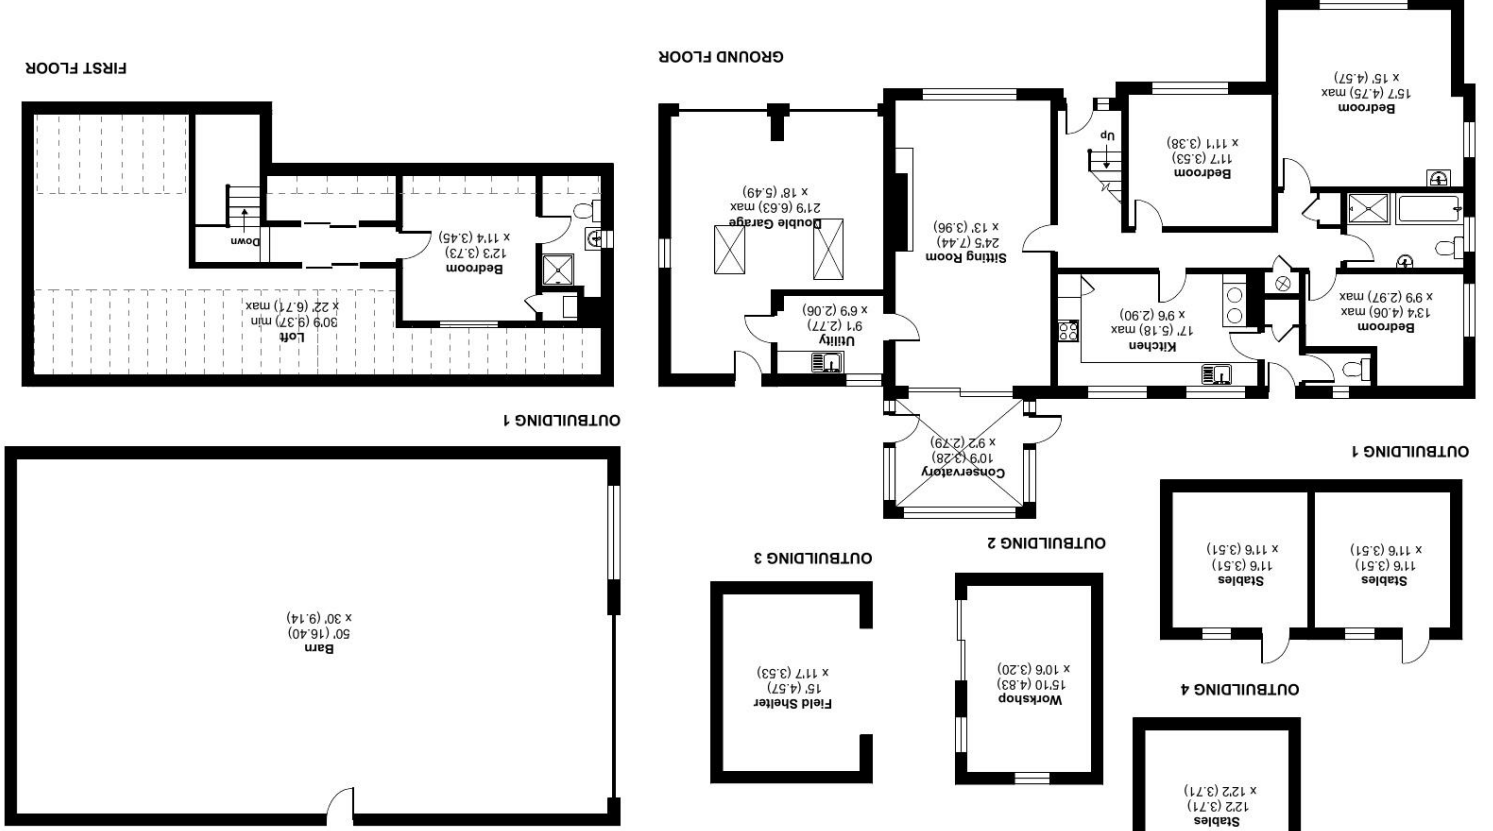 Stables
12'2 (3.71)
x 12'2 (3.71)
OUTBUILDING 4
Stables
11'6 (3.51)
x 11'6 (3.51)
Stables
11'6 (3.51)
x 11'6 (3.51)
OUTBUILDING 1
Workshop
15'10 (4.83)
x 10'6 (3.20)
OUTBUILDING 2
Field Shelter
15' (4.57)
x 11'7 (3.53)
OUTBUILDING 3
Barn
50' (16.40)
x 30' (9.14)
OUTBUILDING 1
Conservatory
10'9 (3.28)
x 9'2 (2.79)
Bedroom
13'4 (4.06) max
x 9'9 (2.97) max
Kitchen
17' (5.18) max
x 9'6 (2.90)
Utility
9'1 (2.77)
x 6'9 (2.06)
Sitting Room
24'5 (7.44)
x 13' (3.96)
Double Garage
21'9 (6.63) max
x 18' (5.49)
Bedroom
11'7 (3.53)
x 11'1 (3.38)
Up
Bedroom
15'7 (4.75) max
x 15' (4.57)
GROUND FLOOR
Loft
30'9 (9.37) min
x 22' (6.71) max
Bedroom
12'3 (3.73)
x 11'4 (3.45)
Down
FIRST FLOOR